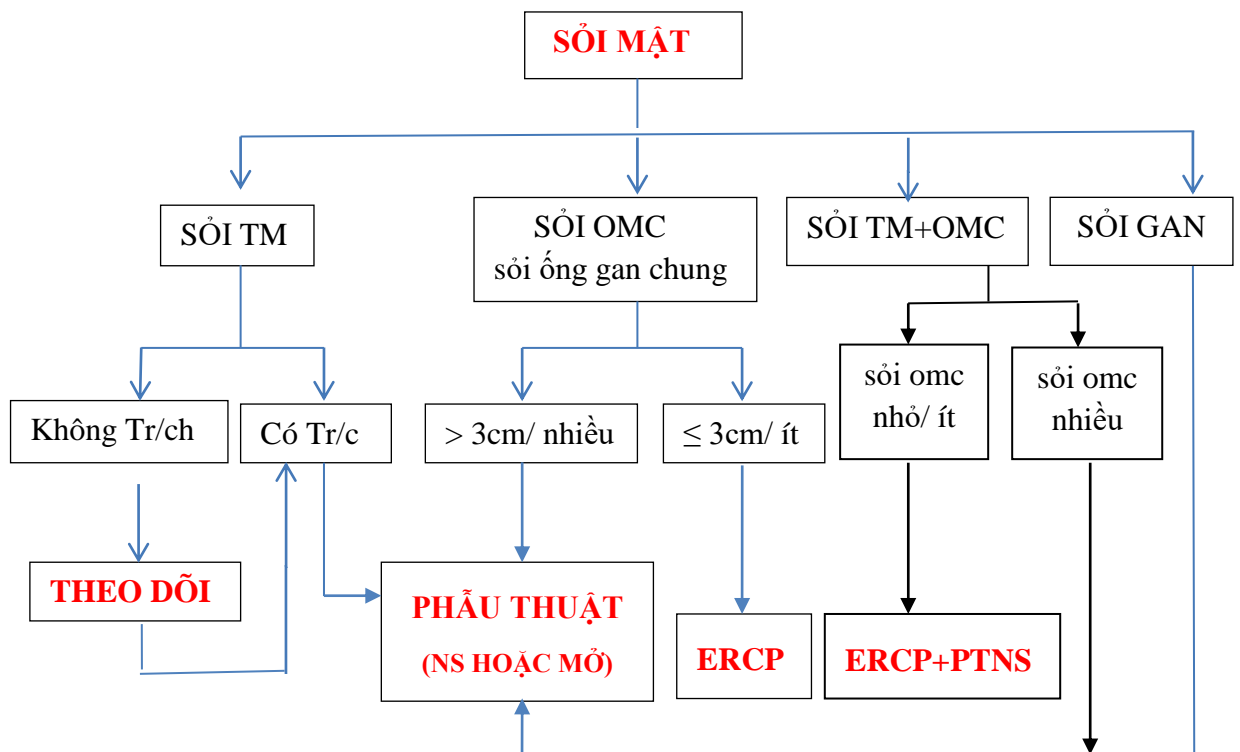 SỎI MẬT
SỎI TM
SỎI OMC
sỏi ống gan chung
SỎI TM+OMC
SỎI GAN
Không Tr/ch
Có Tr/c
> 3cm/ nhiều
≤ 3cm/ ít
sỏi omc
nhỏ/ ít
sỏi omc
nhiều
THEO DÕI
PHẪU THUẬT
(NS HOẶC MỞ)
ERCP
ERCP+PTNS